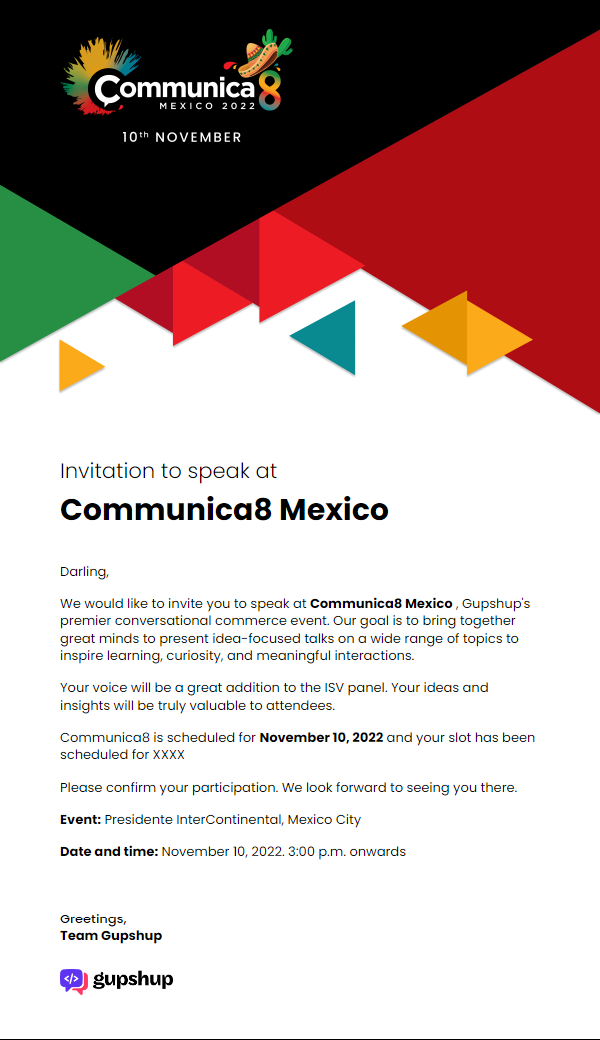 Communica8
MEXICO 2022
10th NOVEMBER
Invitation to speak at
Communica8 Mexico
Darling,
We would like to invite you to speak at Communica8 Mexico , Gupshup's
premier conversational commerce event. Our goal is to bring together
great minds to present idea-focused talks on a wide range of topics to
inspire learning, curiosity, and meaningful interactions.
Your voice will be a great addition to the ISV panel. Your ideas and
insights will be truly valuable to attendees.
Communica8 is scheduled for November 10, 2022 and your slot has been
scheduled for XXXX
Please confirm your participation. We look forward to seeing you there.
Event: Presidente InterContinental, Mexico City
Date and time: November 10, 2022. 3:00 p.m. onwards
Greetings,
Team Gupshup
</> gupshup